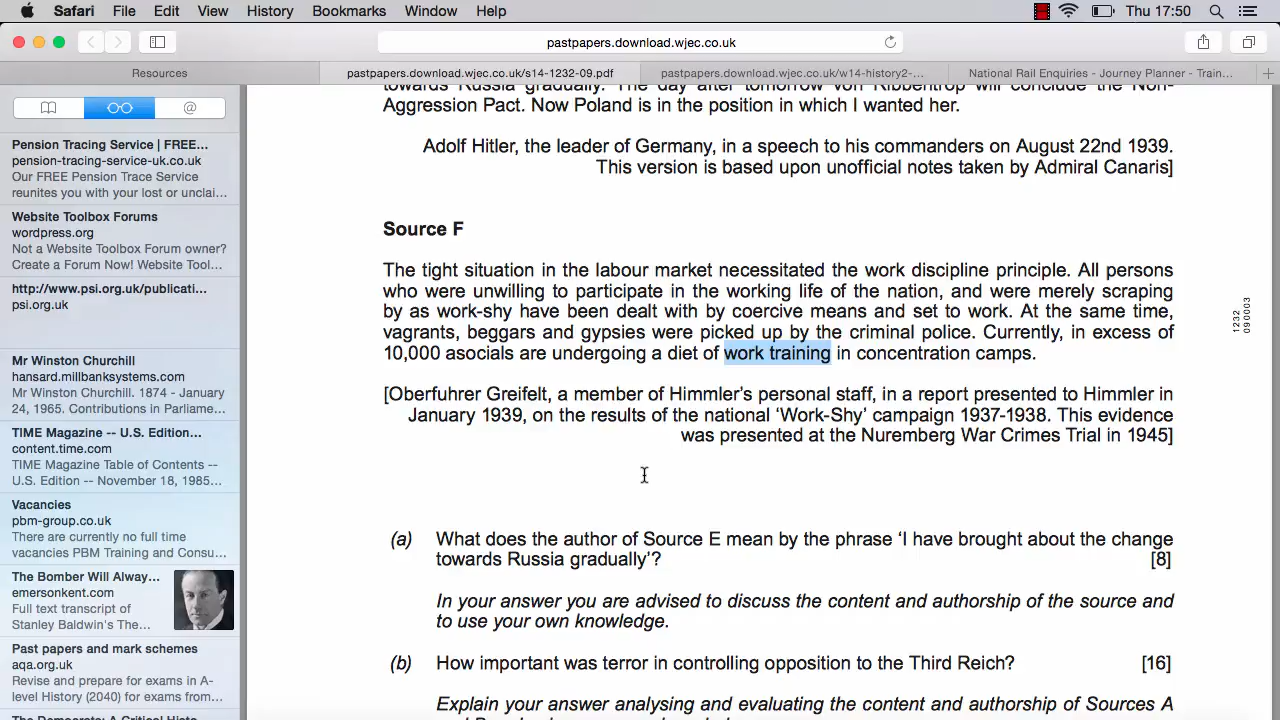 Safari File Edit View History Bookmarks Window Help Thu 17:50
pastpapers.download.wjec.co.uk
Resources
pastpapers.download.wjec.co.uk/s14-1232-09.pdf
pastpapers.download.wjec.co.uk/w14-history2-...
National Rail Enquiries - Journey Planner - Train...
Pension Tracing Service | FREE...
pension-tracing-service-uk.co.uk
Our FREE Pension Trace Service
reunites you with your lost or unclai...
Website Toolbox Forums
wordpress.org
Not a Website Toolbox Forum owner?
Create a Forum Now! Website Tool...
http://www.psi.org.uk/publicati...
psi.org.uk
Mr Winston Churchill
hansard.millbanksystems.com
Mr Winston Churchill. 1874 - January
24, 1965. Contributions in Parliame...
TIME Magazine -- U.S. Edition...
content.time.com
TIME Magazine Table of Contents --
U.S. Edition -- November 18, 1985...
Vacancies
pbm-group.co.uk
There are currently no full time
vacancies PBM Training and Consu...
The Bomber Will Alway...
emersonkent.com
Full text transcript of
Stanley Baldwin's The...
Past papers and mark schemes
aqa.org.uk
Revise and prepare for exams in A-
level History (2040) for exams from...
The Democrats: A Critical Histo
towards Russia gradually. The day after tomorrow von Ribbentrop will conclude the Non-
Aggression Pact. Now Poland is in the position in which I wanted her.
Adolf Hitler, the leader of Germany, in a speech to his commanders on August 22nd 1939.
This version is based upon unofficial notes taken by Admiral Canaris]
Source F
The tight situation in the labour market necessitated the work discipline principle. All persons
who were unwilling to participate in the working life of the nation, and were merely scraping
by as work-shy have been dealt with by coercive means and set to work. At the same time,
vagrants, beggars and gypsies were picked up by the criminal police. Currently, in excess of
10,000 asocials are undergoing a diet of work training in concentration camps.
[Oberfuhrer Greifelt, a member of Himmler's personal staff, in a report presented to Himmler in
January 1939, on the results of the national 'Work-Shy' campaign 1937-1938. This evidence
was presented at the Nuremberg War Crimes Trial in 1945]
1232
090003
(a) What does the author of Source E mean by the phrase 'I have brought about the change
towards Russia gradually'? [8]
In your answer you are advised to discuss the content and authorship of the source and
to use your own knowledge.
(b) How important was terror in controlling opposition to the Third Reich? [16]
Explain your answer analysing and evaluating the content and authorship of Sources A